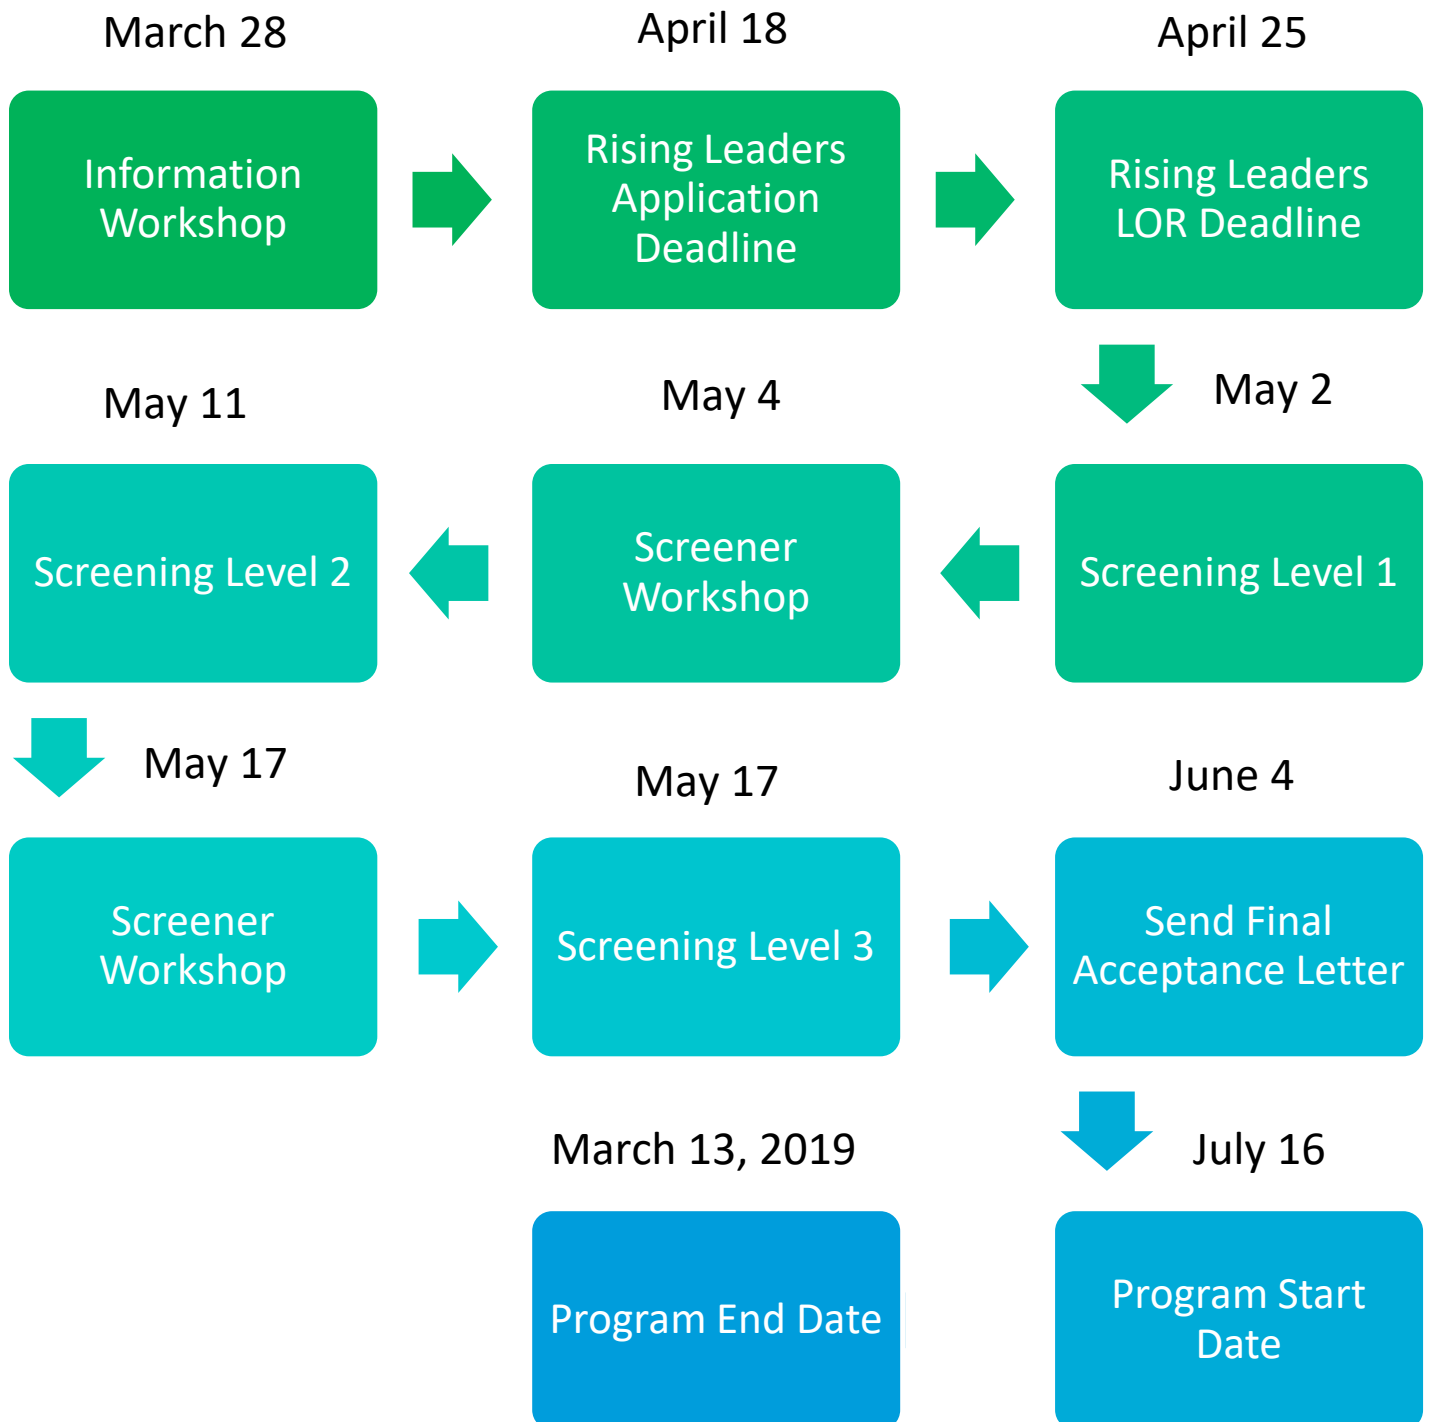 March 28
April 18
April 25
Information
Workshop
Rising Leaders
Application
Deadline
Rising Leaders
LOR Deadline
May 11
May 4
May 2
Screening Level 2
Screener
Workshop
Screening Level 1
May 17
May 17
June 4
Screener
Workshop
Screening Level 3
Send Final
Acceptance Letter
March 13, 2019
July 16
Program End Date
Program Start
Date